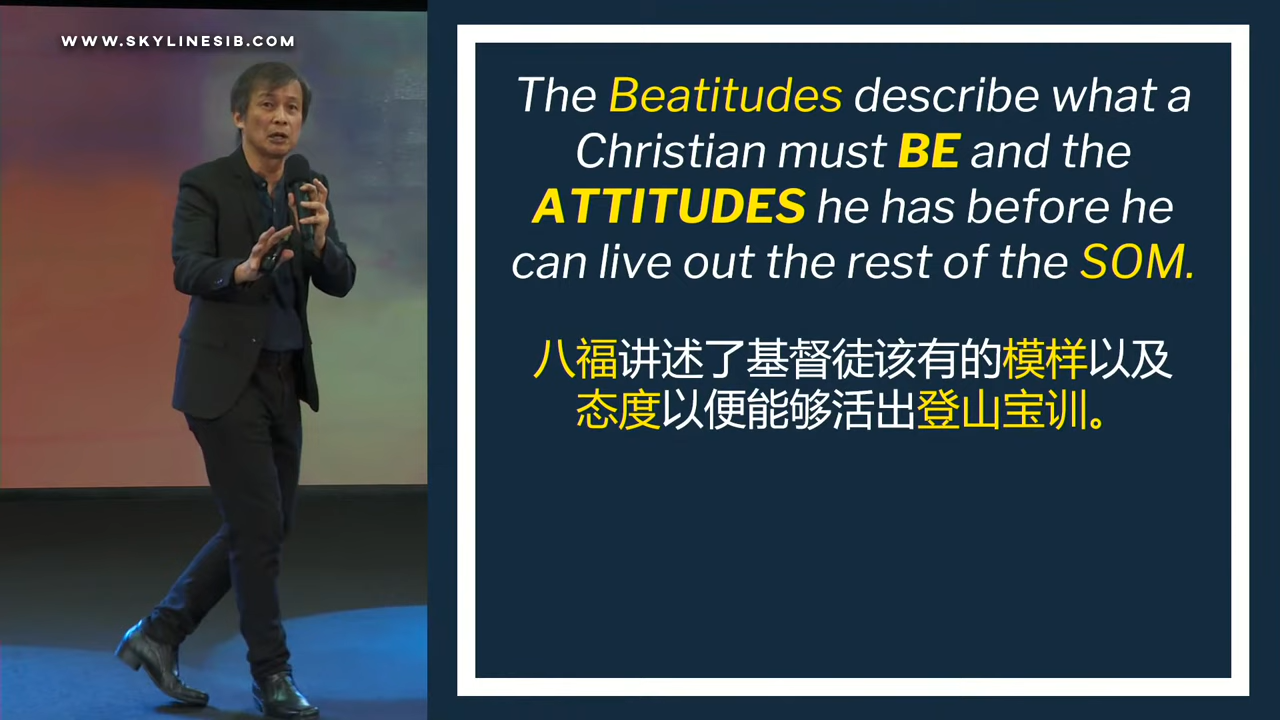 WWW.SKYLINESIB.COM
The Beatitudes describe what a
Christian must BE and the
ATTITUDES he has before he
can live out the rest of the SOM.
八福讲述了基督徒该有的模样以及
态度以便能够活出登山宝训。